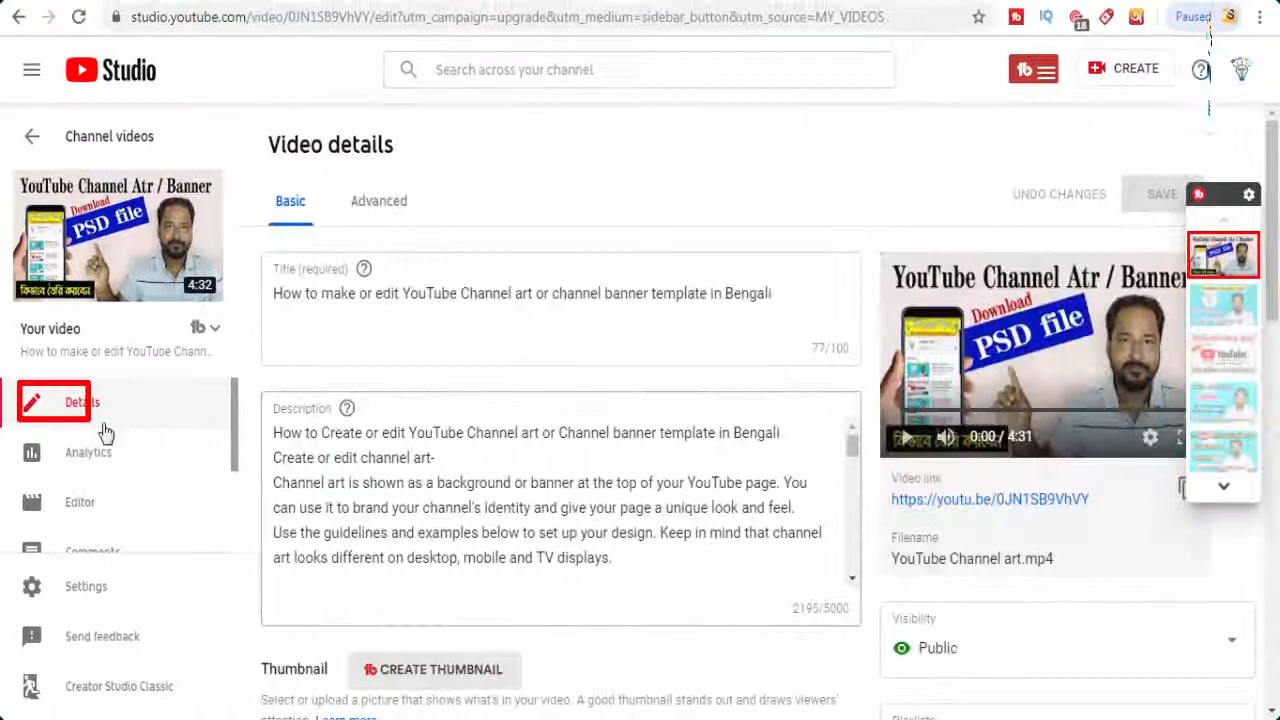 studio.youtube.com/video/0JN1SB9VhVY/edit?utm_campaign=upgrade&utm_medium=sidebar_button&utm_source=MY_VIDEOS
18
Paused
S
Studio
Search across your channel
CREATE
Channel videos
YouTube Channel Atr / Banner
Download
PSD file
কিভাবে তৈরি করবেন
4:32
Your video
How to make or edit YouTube Chann..
Details
Analytics
Editor
Comments
Settings
Send feedback
Creator Studio Classic
Video details
Basic
Advanced
UNDO CHANGES
SAVE
Title (required)
How to make or edit YouTube Channel art or channel banner template in Bengali
77/100
Description
How to Create or edit YouTube Channel art or Channel banner template in Bengali
Create or edit channel art-
Channel art is shown as a background or banner at the top of your YouTube page. You
can use it to brand your channel's identity and give your page a unique look and feel.
Use the guidelines and examples below to set up your design. Keep in mind that channel
art looks different on desktop, mobile and TV displays.
2195/5000
Thumbnail
CREATE THUMBNAIL
Select or upload a picture that shows what's in your video. A good thumbnail stands out and draws viewers'
attention. Learn more
YouTube Channel Atr / Banner
Download
PSD file
0:00 / 4:31
Video link
https://youtu.be/0JN1SB9VhVY
Filename
YouTube Channel art.mp4
Visibility
Public
Playlists